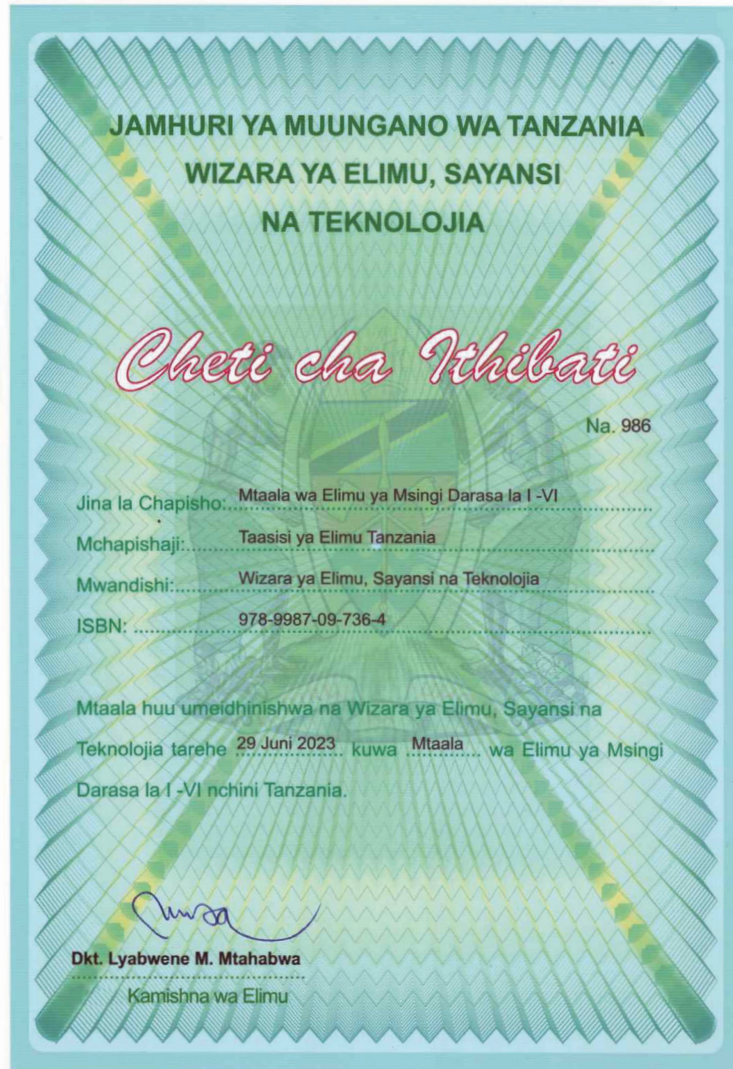 JAMHURI YA MUUNGANO WA TANZANIA
WIZARA YA ELIMU, SAYANSI
NA TEKNOLOJIA
Cheti cha Ithibati
Na. 986
Jina la Chapisho: Mtaala wa Elimu ya Msingi Darasa la I -VI
Mchapishaji: Taasisi ya Elimu Tanzania
Mwandishi: Wizara ya Elimu, Sayansi na Teknolojia
ISBN: 978-9987-09-736-4
Mtaala huu umeidhinishwa na Wizara ya Elimu, Sayansi na
Teknolojia tarehe 29 Juni 2023 kuwa Mtaala wa Elimu ya Msingi
Darasa la I -VI nchini Tanzania.
Dkt. Lyabwene M. Mtahabwa
Kamishna wa Elimu